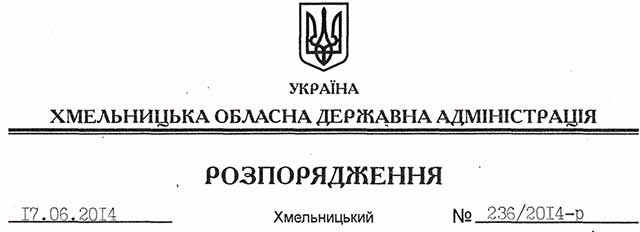 УКРАЇНА
ХМЕЛЬНИЦЬКА ОБЛАСНА ДЕРЖАВНА АДМІНІСТРАЦІЯ
РОЗПОРЯДЖЕННЯ
17.06.2014 Хмельницький № 236/2014-р